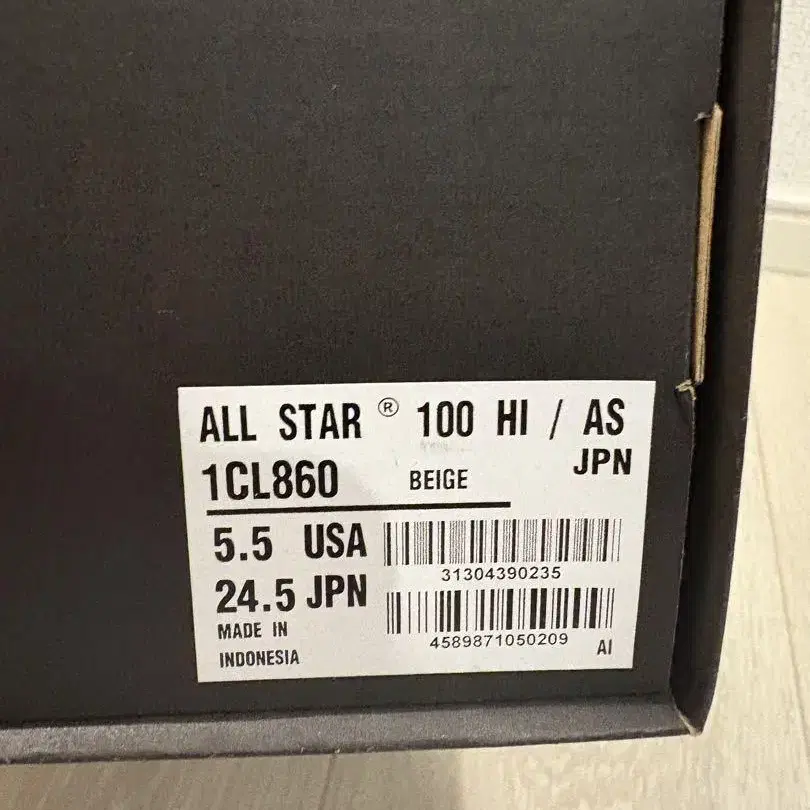 ALL STAR ® 100 HI / AS
JPN
1CL860 BEIGE
5.5 USA
31304390235
24.5 JPN
4589871050209
MADE IN
INDONESIA
AI